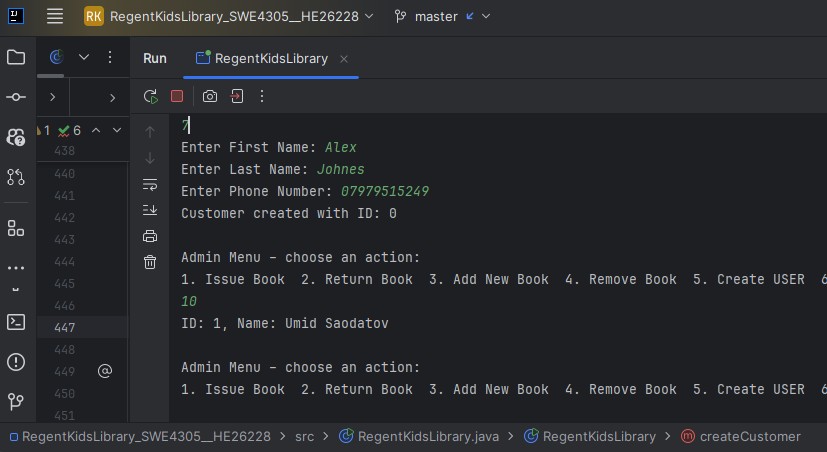 RK RegentKidsLibrary_SWE4305__HE26228 master
Run RegentKidsLibrary
1 6
7
Enter First Name: Alex
438
Enter Last Name: Johnes
440
Enter Phone Number: 07979515249
441
Customer created with ID: 0
442
443
Admin Menu – choose an action:
444
1. Issue Book 2. Return Book 3. Add New Book 4. Remove Book 5. Create USER 6
445
10
446
ID: 1, Name: Umid Saodatov
447
448
Admin Menu – choose an action:
449
1. Issue Book 2. Return Book 3. Add New Book 4. Remove Book 5. Create USER 6
450
451
RegentKidsLibrary_SWE4305__HE26228 > src > RegentKidsLibrary.java > RegentKidsLibrary > createCustomer